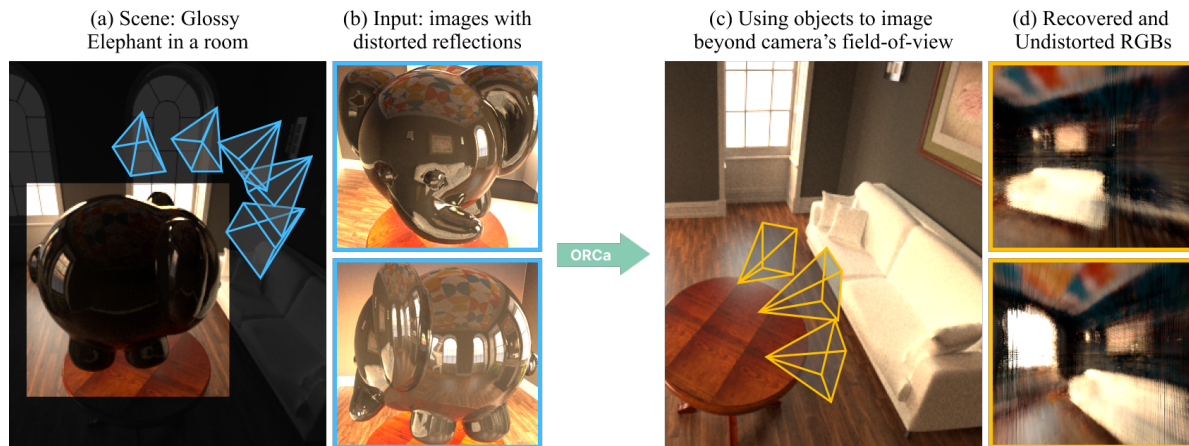 (a) Scene: Glossy
Elephant in a room
(b) Input: images with
distorted reflections
(c) Using objects to image
beyond camera’s field-of-view
(d) Recovered and
Undistorted RGBs
ORCa